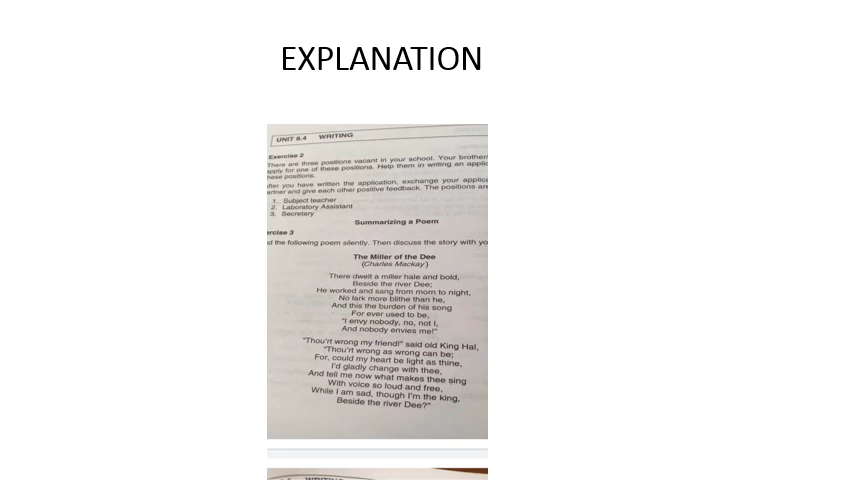 EXPLANATION
UNIT 8.4 WRITING
Exercise 2
There are three positions vacant in your school. Your brother/
apply for one of these positions. Help them in writing an applic
these positions.
After you have written the application, exchange your applica
partner and give each other positive feedback. The positions are
1. Subject teacher
2. Laboratory Assistant
3. Secretary
Summarizing a Poem
ercise 3
ad the following poem silently. Then discuss the story with yo
The Miller of the Dee
(Charles Mackay)
There dwelt a miller hale and bold,
Beside the river Dee;
He worked and sang from morn to night,
No lark more blithe than he,
And this the burden of his song
For ever used to be,
"I envy nobody, no, not I,
And nobody envies me!"
"Thou'rt wrong my friend!" said old King Hal,
"Thou'rt wrong as wrong can be;
For, could my heart be light as thine,
I'd gladly change with thee,
And tell me now what makes thee sing
With voice so loud and free,
While I am sad, though I'm the king,
Beside the river Dee?"